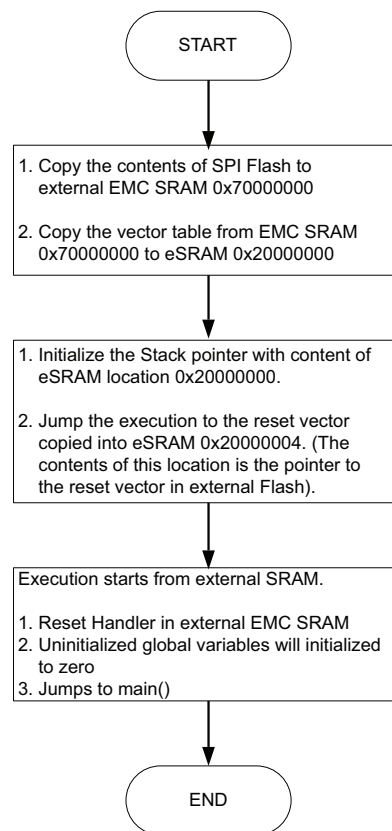 START
1. Copy the contents of SPI Flash to
external EMC SRAM 0x70000000
2. Copy the vector table from EMC SRAM
0x70000000 to eSRAM 0x20000000
1. Initialize the Stack pointer with content of
eSRAM location 0x20000000.
2. Jump the execution to the reset vector
copied into eSRAM 0x20000004. (The
contents of this location is the pointer to
the reset vector in external Flash).
Execution starts from external SRAM.
1. Reset Handler in external EMC SRAM
2. Uninitialized global variables will initialized
to zero
3. Jumps to main()
END